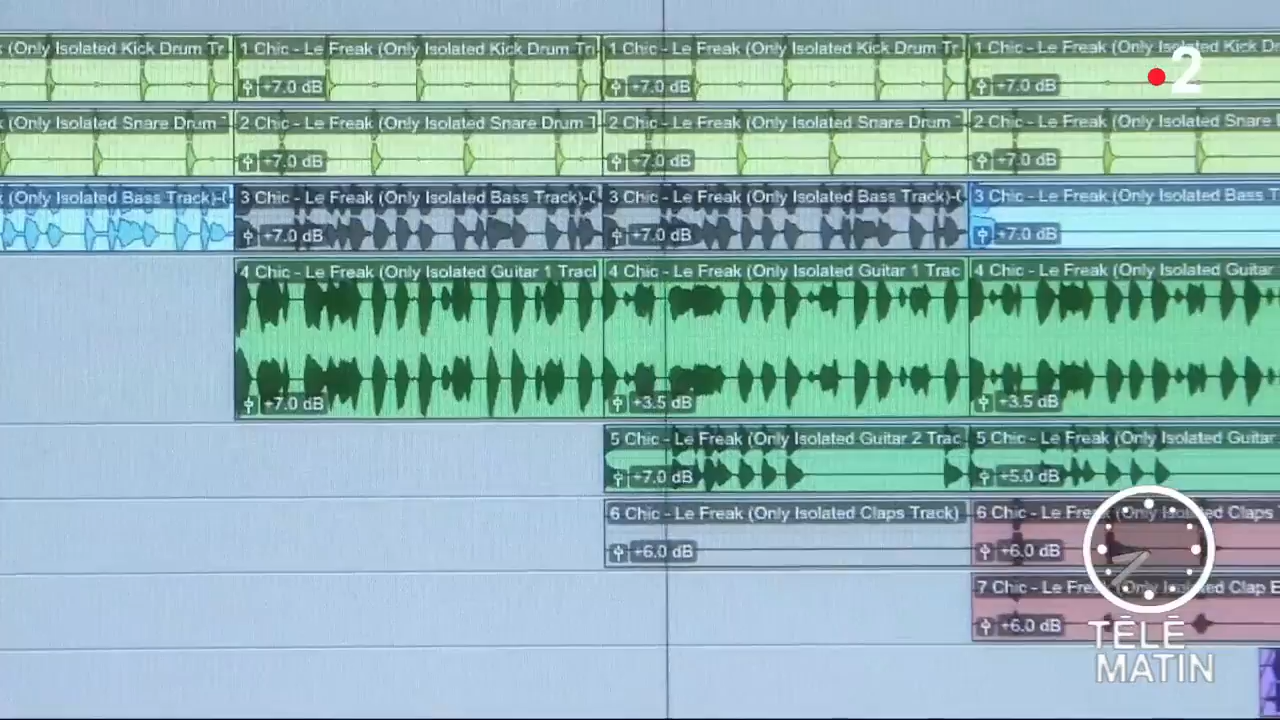 (Only Isolated Kick Drum Tr
1 Chic - Le Freak (Only Isolated Kick Drum Tr
1 Chic - Le Freak (Only Isolated Kick Drum Tr
1 Chic - Le Freak (Only Isolated Kick D
+7.0 dB
+7.0 dB
+7.0 dB
2
(Only Isolated Snare Drum
2 Chic - Le Freak (Only Isolated Snare Drum T
2 Chic - Le Freak (Only Isolated Snare Drum
2 Chic - Le Freak (Only Isolated Snare
+7.0 dB
+7.0 dB
+7.0 dB
(Only Isolated Bass Track)-
3 Chic - Le Freak (Only Isolated Bass Track)-
3 Chic - Le Freak (Only Isolated Bass Track)-
3 Chic - Le Freak (Only Isolated Bass T
+7.0 dB
+7.0 dB
+7.0 dB
4 Chic - Le Freak (Only Isolated Guitar 1 Tracl
4 Chic - Le Freak (Only Isolated Guitar 1 Trac
4 Chic - Le Freak (Only Isolated Guitar
+7.0 dB
+3.5 dB
+3.5 dB
5 Chic - Le Freak (Only Isolated Guitar 2 Trac
5 Chic - Le Freak (Only Isolated Guitar
+7.0 dB
+5.0 dB
6 Chic - Le Freak (Only Isolated Claps Track)
6 Chic - Le Freak (Only Isolated Claps
+6.0 dB
+6.0 dB
7 Chic - Le Freak (Only Isolated Clap E
+6.0 dB
TÉLÉ
MATIN